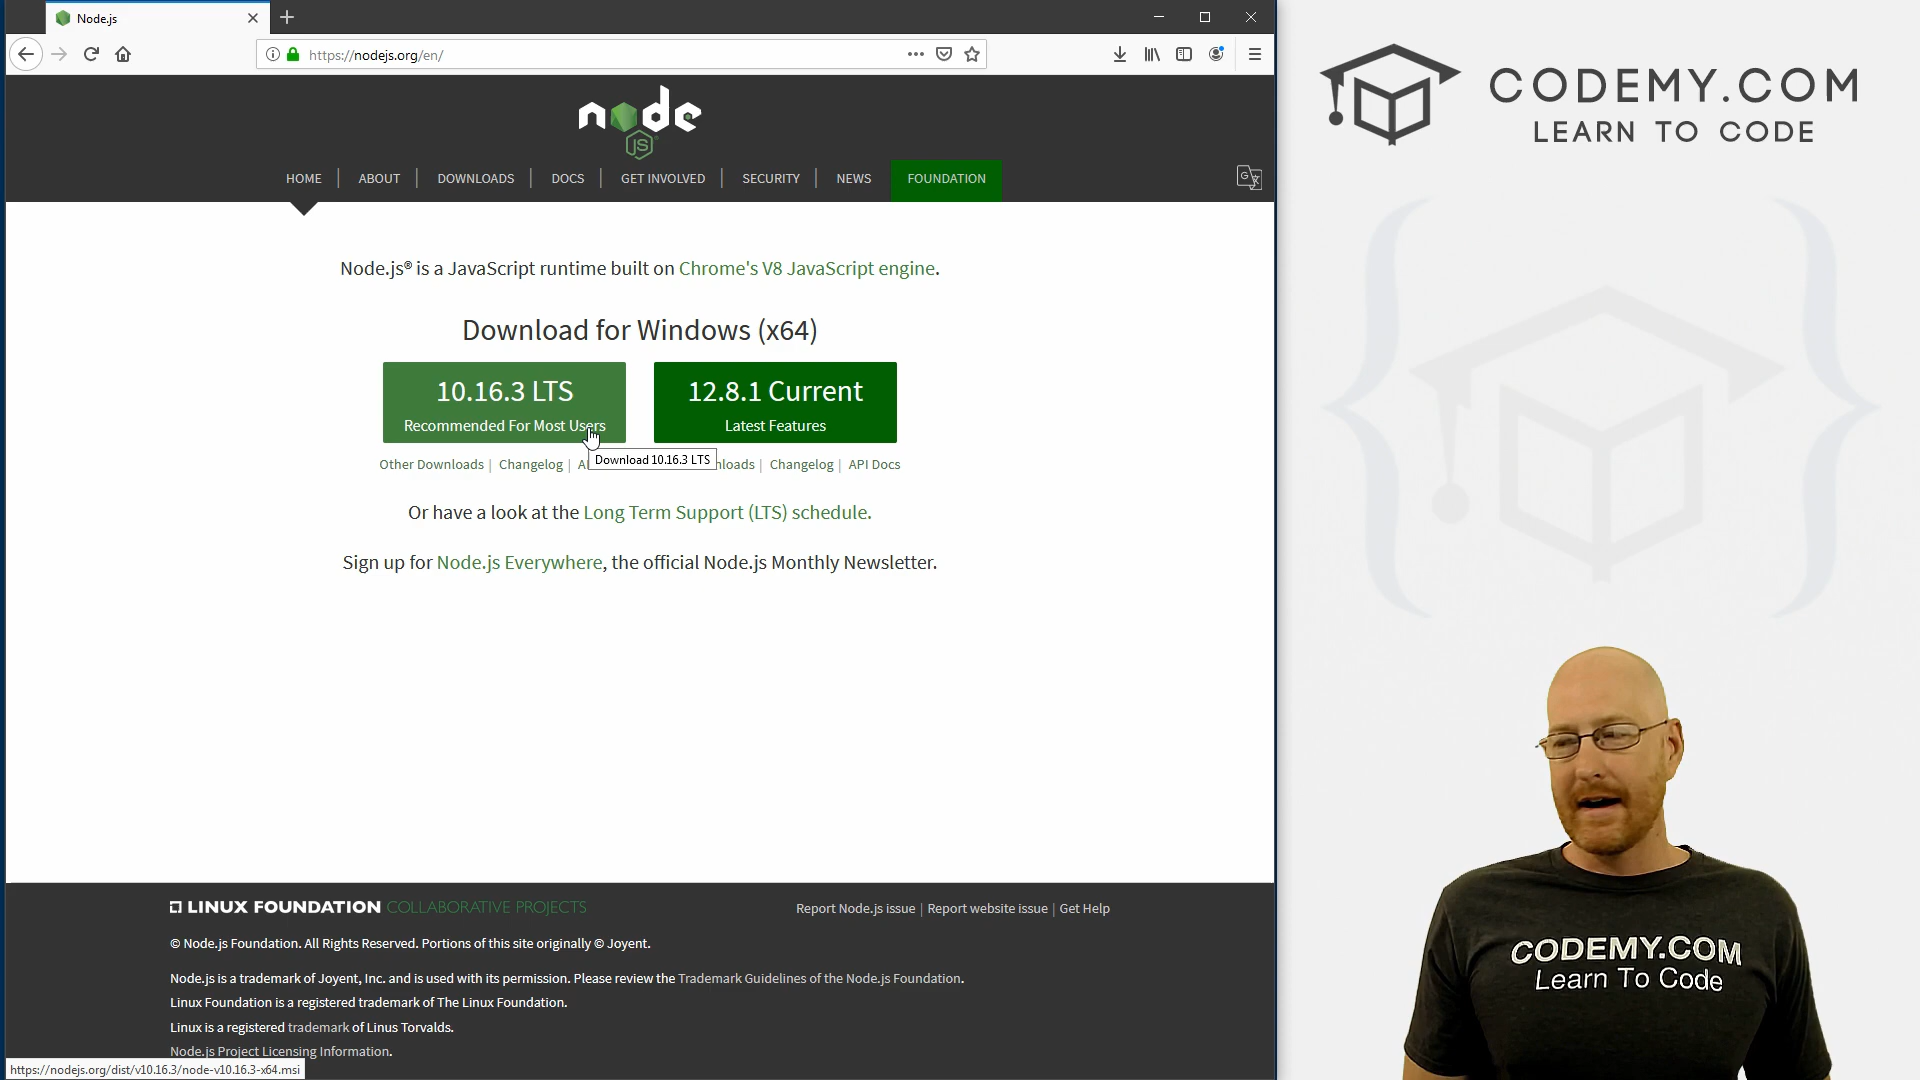 Node.js
https://nodejs.org/en/
node
JS
HOME | ABOUT | DOWNLOADS | DOCS | GET INVOLVED | SECURITY | NEWS FOUNDATION
Node.js® is a JavaScript runtime built on Chrome's V8 JavaScript engine.
Download for Windows (x64)
10.16.3 LTS
Recommended For Most Users
12.8.1 Current
Latest Features
Download 10.16.3 LTS
Other Downloads | Changelog |
Changelog | API Docs
Or have a look at the Long Term Support (LTS) schedule.
Sign up for Node.js Everywhere, the official Node.js Monthly Newsletter.
LINUX FOUNDATION COLLABORATIVE PROJECTS
Report Node.js issue | Report website issue | Get Help
© Node.js Foundation. All Rights Reserved. Portions of this site originally © Joyent.
Node.js is a trademark of Joyent, Inc. and is used with its permission. Please review the Trademark Guidelines of the Node.js Foundation.
Linux Foundation is a registered trademark of The Linux Foundation.
Linux is a registered trademark of Linus Torvalds.
Node.js Project Licensing Information.
https://nodejs.org/dist/v10.16.3/node-v10.16.3-x64.msi
CODEMY.COM
LEARN TO CODE
CODEMY.COM
Learn To Code